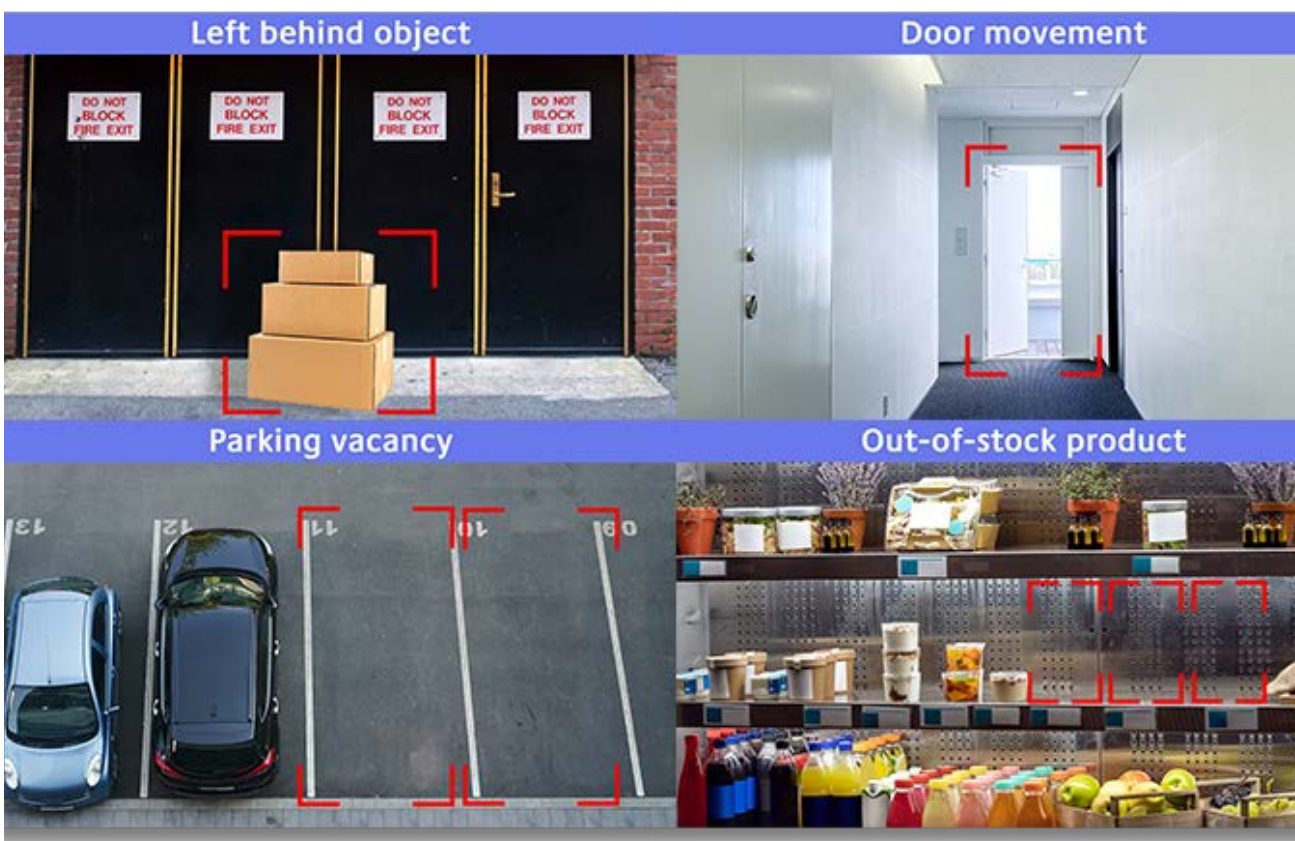 Left behind object
Door movement
DO NOT
BLOCK
FIRE EXIT
DO NOT
BLOCK
FIRE EXIT
DO NOT
BLOCK
FIRE EXIT
DO NOT
BLOCK
FIRE EXIT
Parking vacancy
Out-of-stock product
13
12
11
10
09